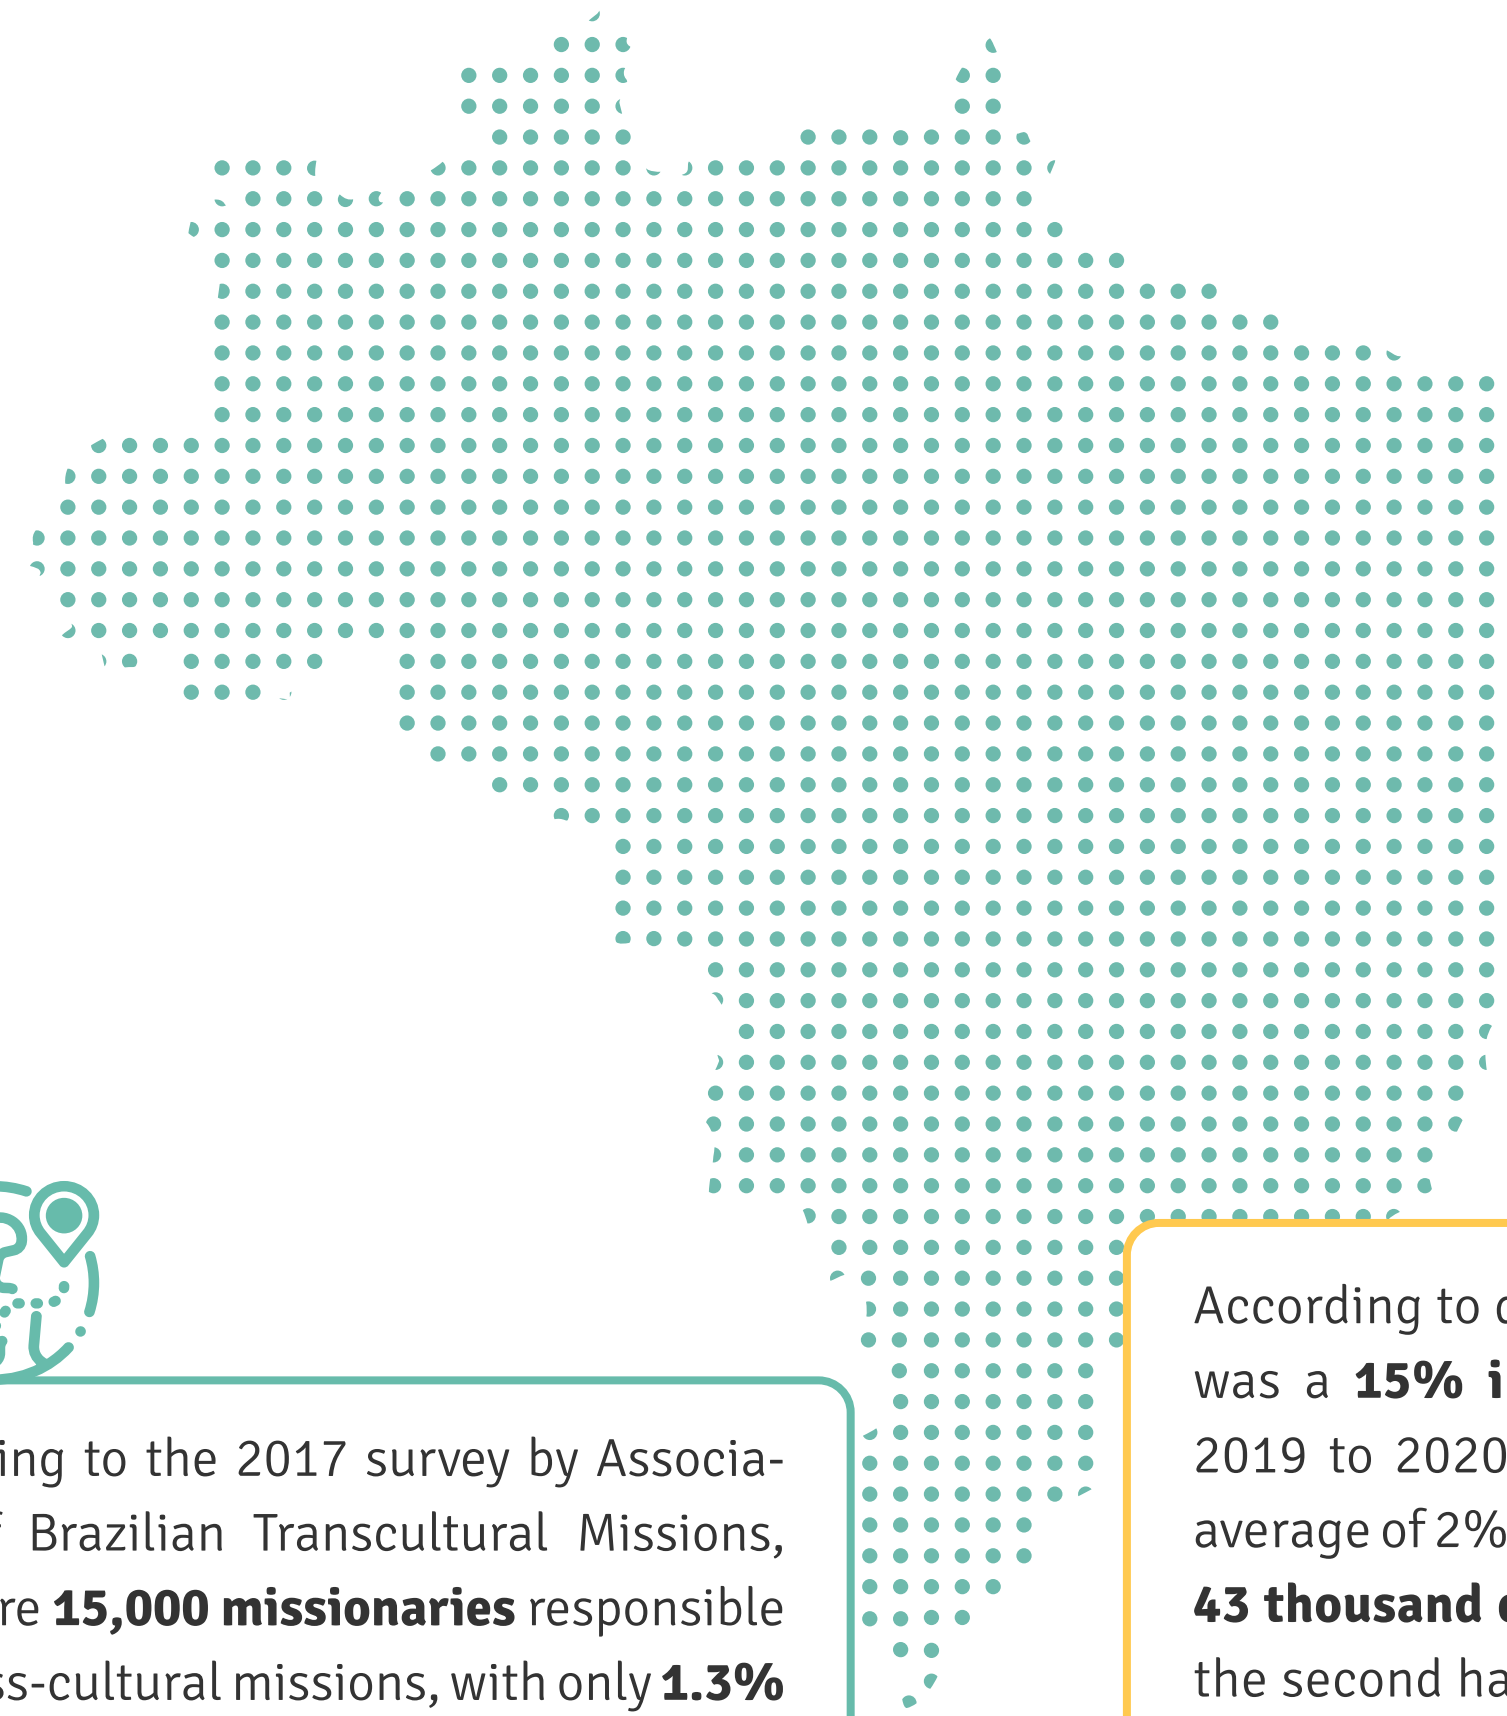 ing to the 2017 survey by Associa-
Brazilian Transcultural Missions,
re 15,000 missionaries responsible
ss-cultural missions, with only 1.3%
According to
was a 15% i
2019 to 2020
average of 2%
43 thousand
the second ha